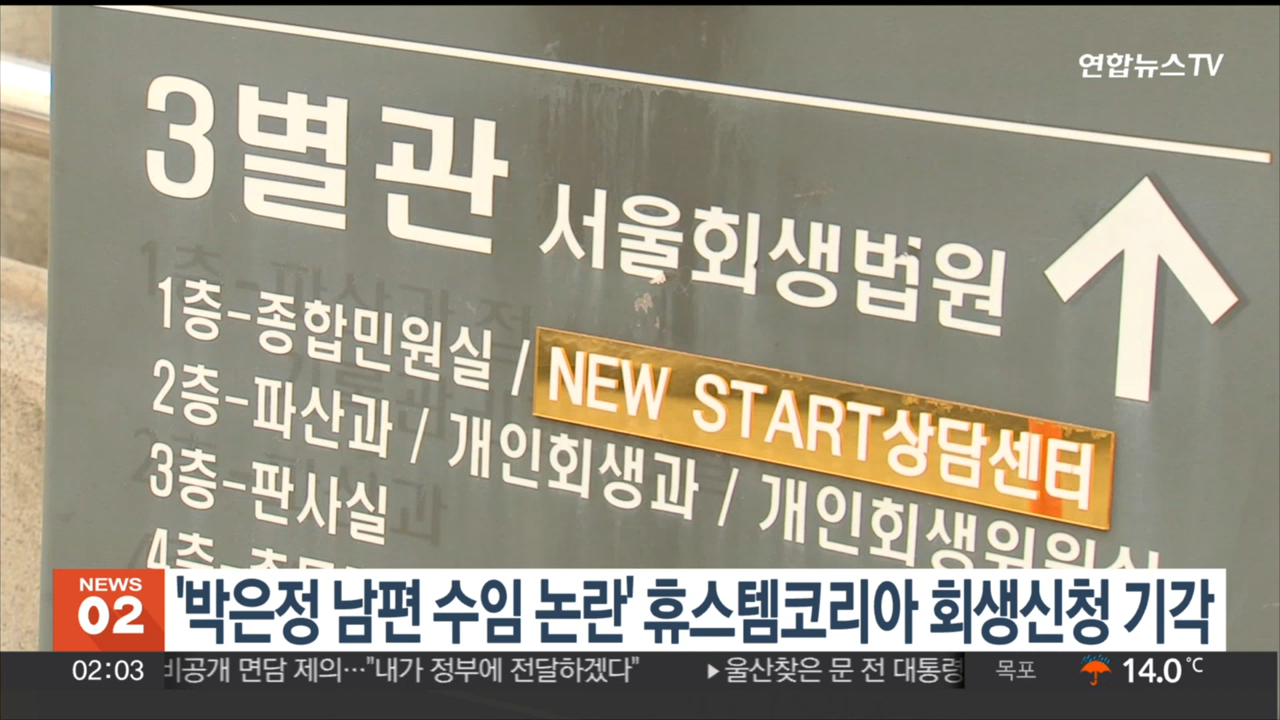 연합뉴스TV
3별관 서울회생법원
1층-종합민원실 / NEW START상담센터
2층-파산과 / 개인회생과 / 개인회생위원실
3층-판사실
NEWS
02
'박은정 남편 수임 논란' 휴스템코리아 회생신청 기각
02:03 비공개 면담 제의…"내가 정부에 전달하겠다" ▶울산찾은 문 전 대통령 목포 14.0℃